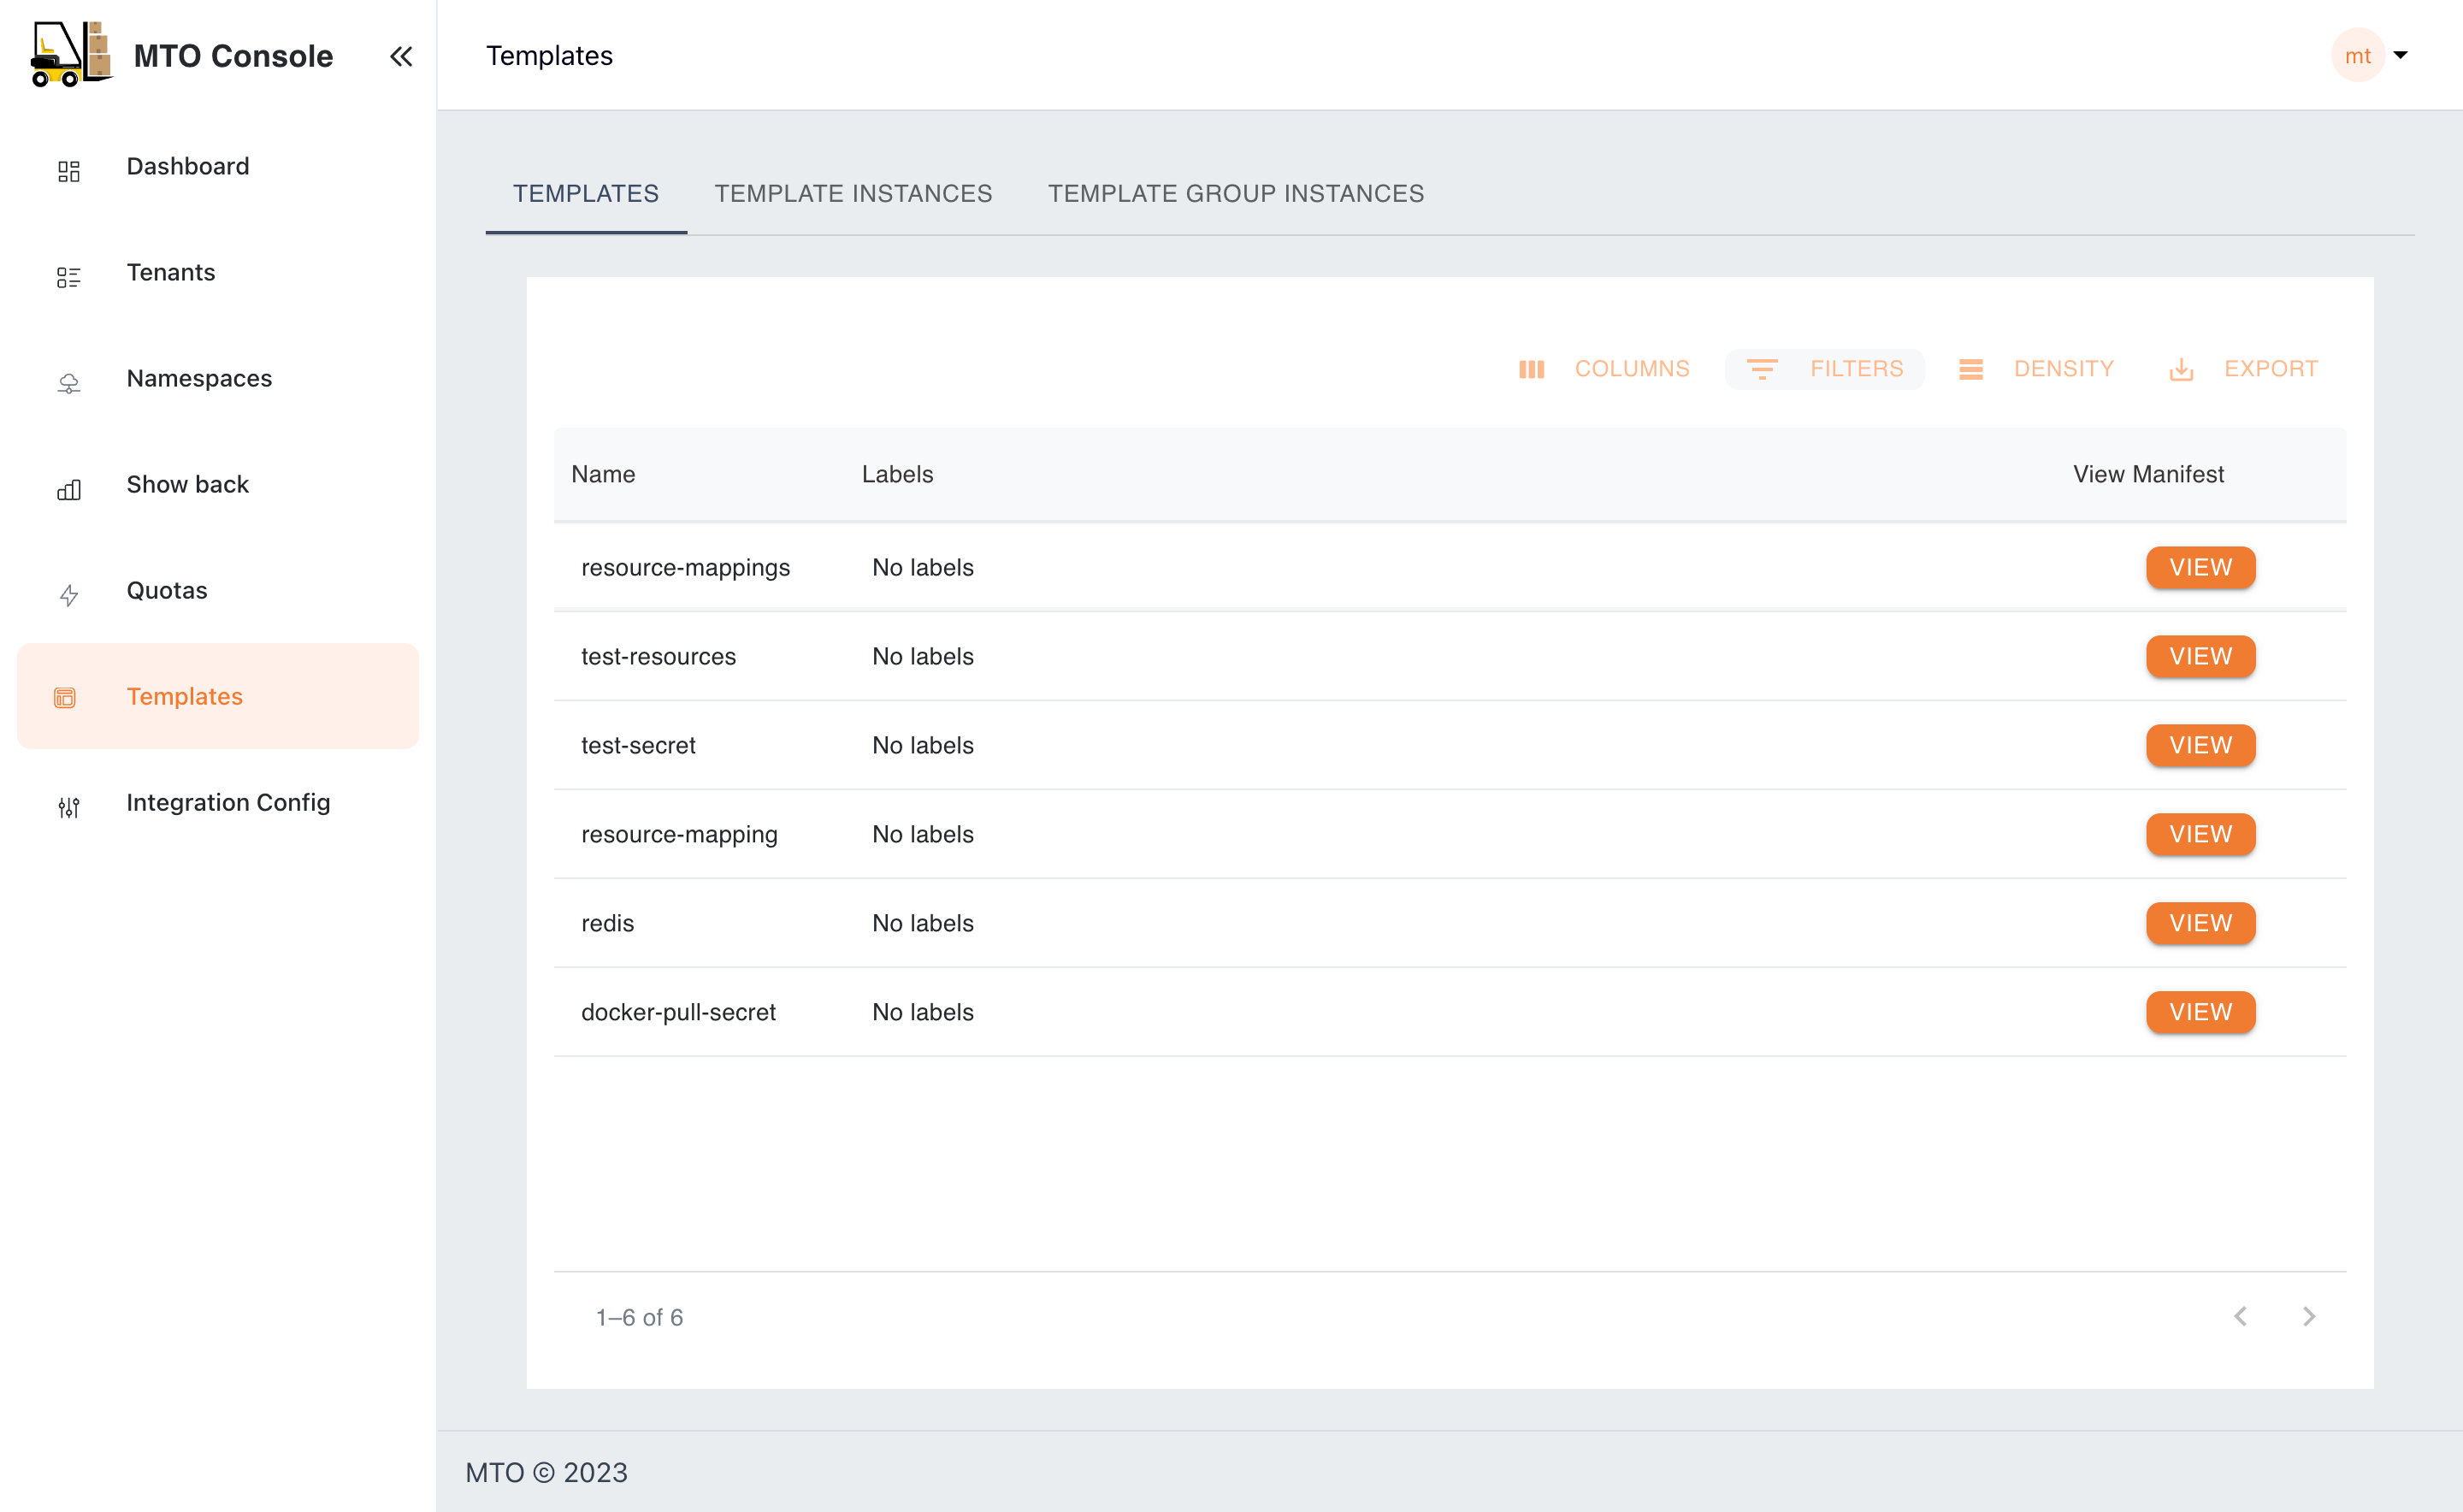 MTO Console
Templates
mt
Dashboard
Tenants
Namespaces
Show back
Quotas
Templates
Integration Config
TEMPLATES TEMPLATE INSTANCES TEMPLATE GROUP INSTANCES
COLUMNS FILTERS DENSITY EXPORT
Name Labels View Manifest
resource-mappings No labels VIEW
test-resources No labels VIEW
test-secret No labels VIEW
resource-mapping No labels VIEW
redis No labels VIEW
docker-pull-secret No labels VIEW
1–6 of 6
MTO © 2023